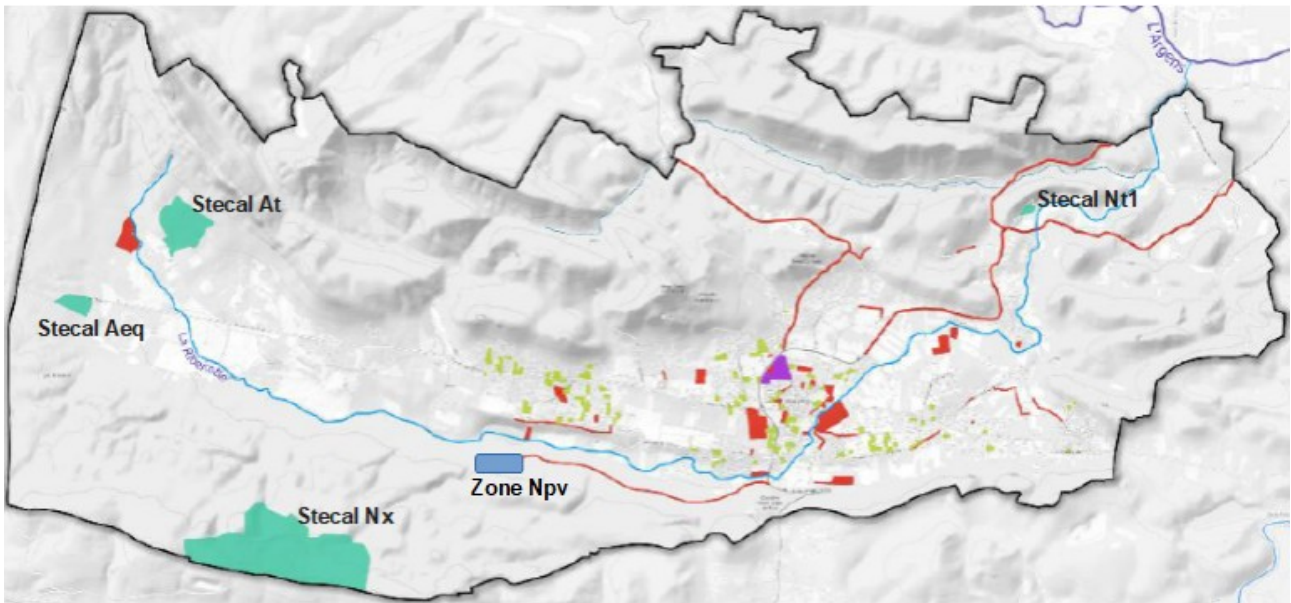 L'Argens
Stecal At
Stecal Nt1
Stecal Aeq
La Ribeirotte
Zone Npv
Stecal Nx